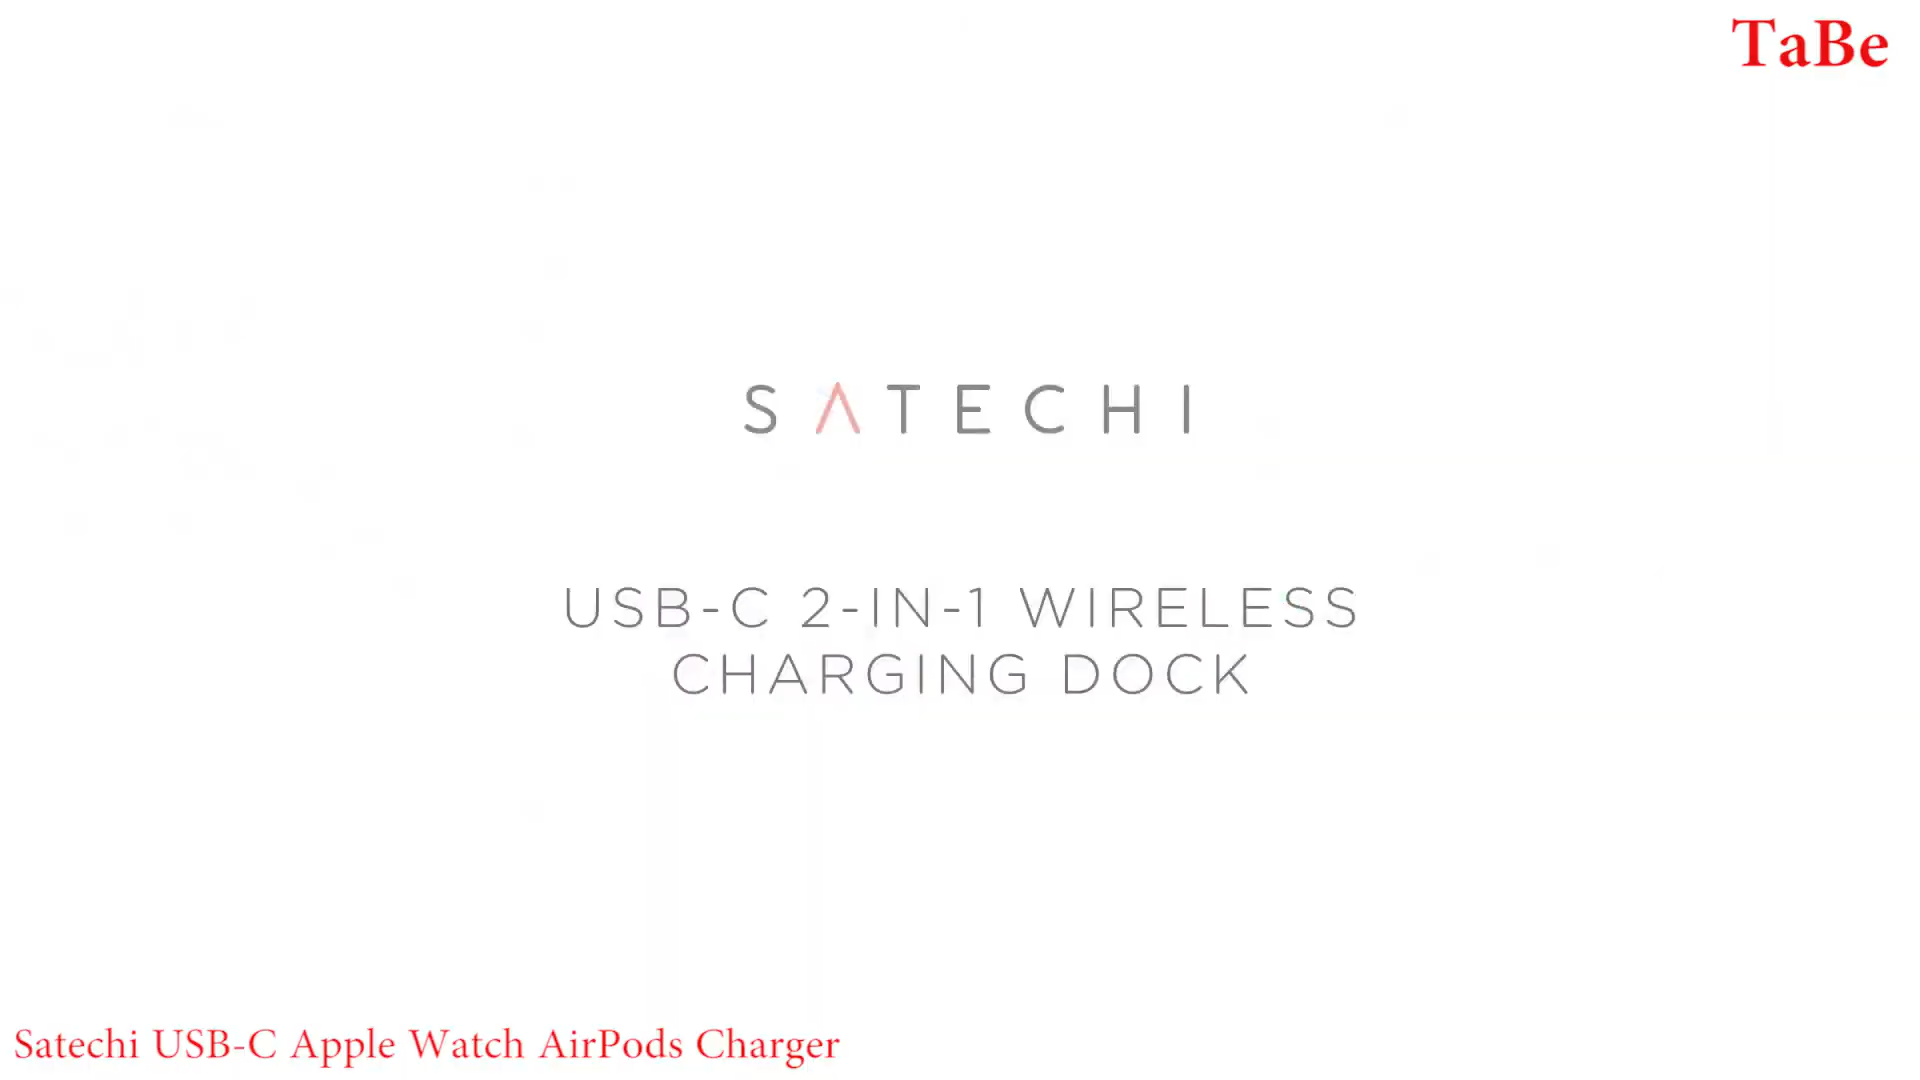 TaBe
SATECHI
USB-C 2-IN-1 WIRELESS
CHARGING DOCK
Satechi USB-C Apple Watch AirPods Charger